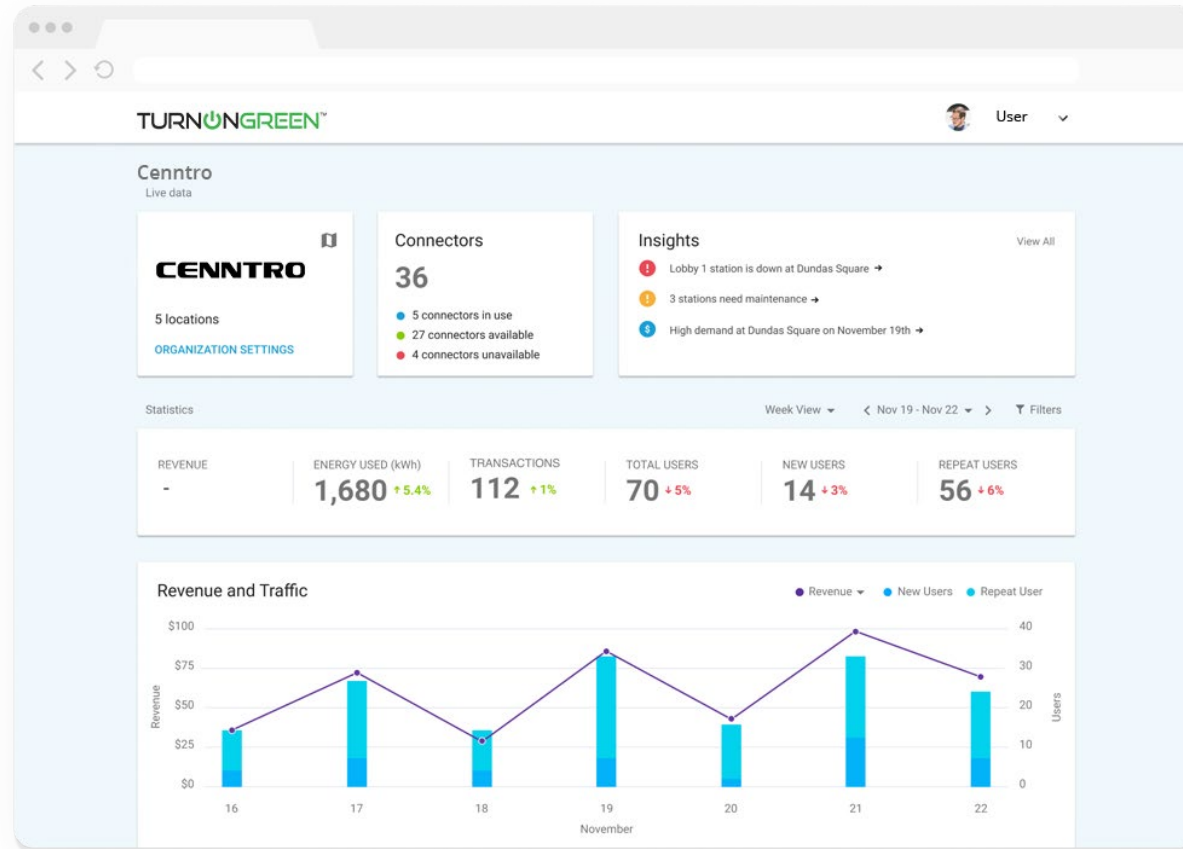 TURNONGREEN™
User
Cenntro
Live data
CENNTRO
5 locations
ORGANIZATION SETTINGS
Connectors
36
5 connectors in use
27 connectors available
4 connectors unavailable
Insights
View All
Lobby 1 station is down at Dundas Square →
3 stations need maintenance →
High demand at Dundas Square on November 19th →
Statistics
Week View
Nov 19 - Nov 22
Filters
REVENUE
-
ENERGY USED (kWh)
1,680 ↑ 5.4%
TRANSACTIONS
112 ↑ 1%
TOTAL USERS
70 ↓ 5%
NEW USERS
14 ↓ 3%
REPEAT USERS
56 ↓ 6%
Revenue and Traffic
Revenue
New Users
Repeat User
$100
$75
$50
$25
$0
Revenue
40
30
20
10
0
Users
16
17
18
19
20
21
22
November